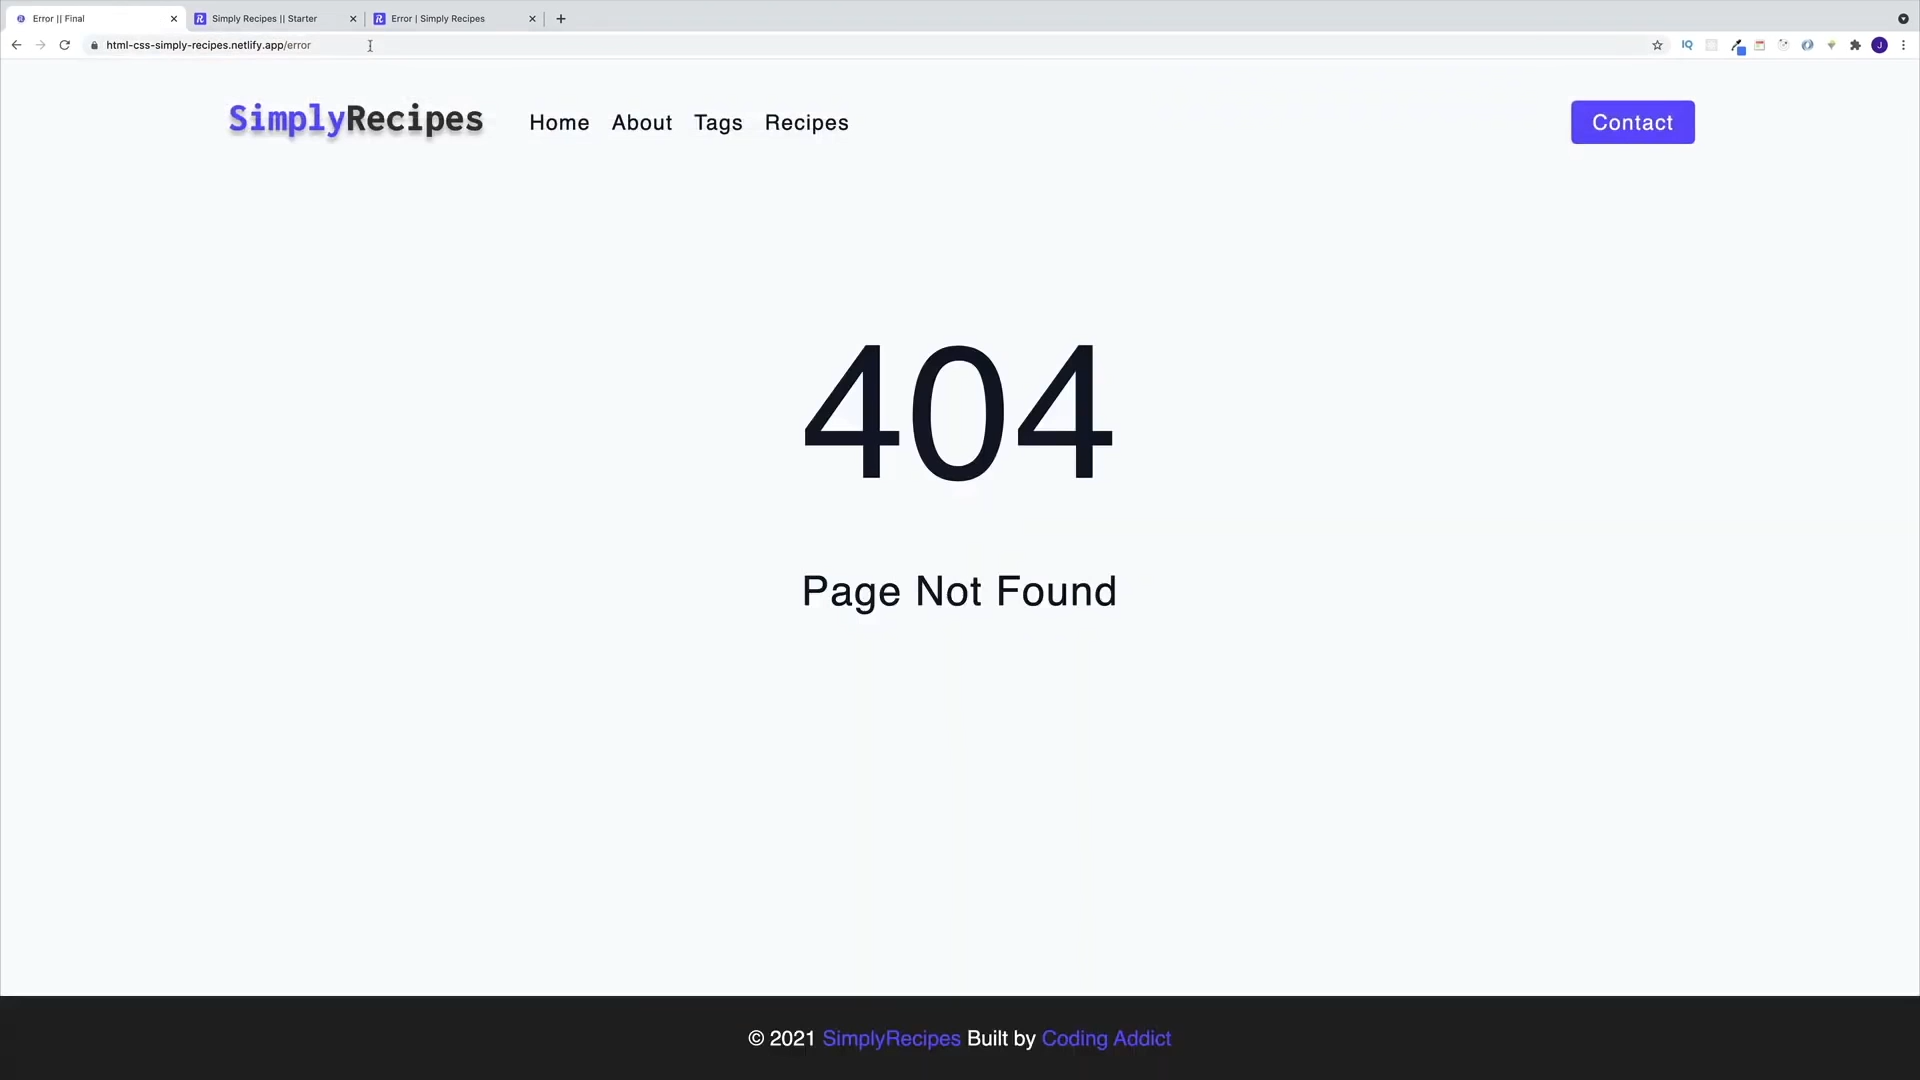 Error || Final
Simply Recipes || Starter
Error | Simply Recipes
html-css-simply-recipes.netlify.app/error
IQ
J
SimplyRecipes
Home
About
Tags
Recipes
Contact
404
Page Not Found
© 2021 SimplyRecipes Built by Coding Addict